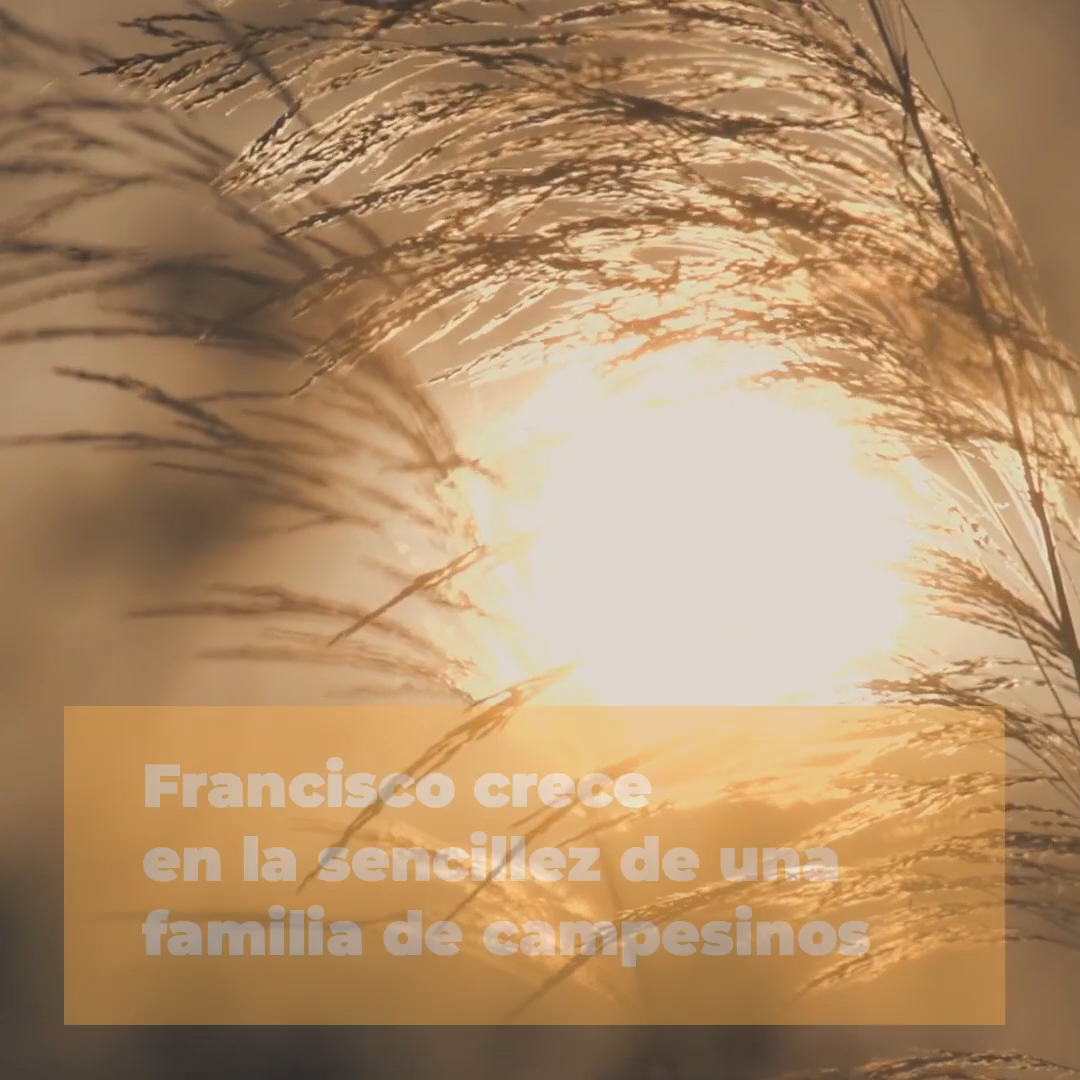 Francisco crece
en la sencillez de una
familia de campesinos